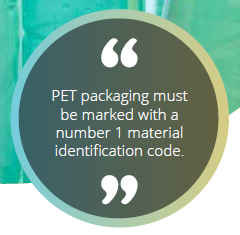 “
PET packaging must
be marked with a
number 1 material
identification code.
”